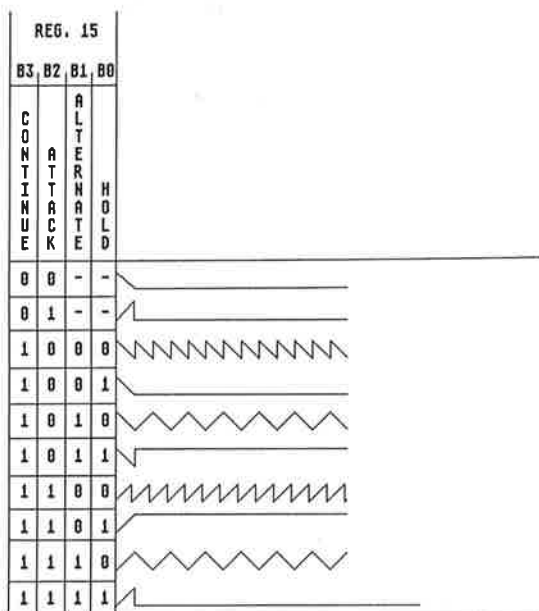 REG. 15
B3 B2 B1 B0
CONTINUE
ATTACK
ALTERNATE
HOLD
0 0 - -
0 1 - -
1 0 0 0
1 0 0 1
1 0 1 0
1 0 1 1
1 1 0 0
1 1 0 1
1 1 1 0
1 1 1 1